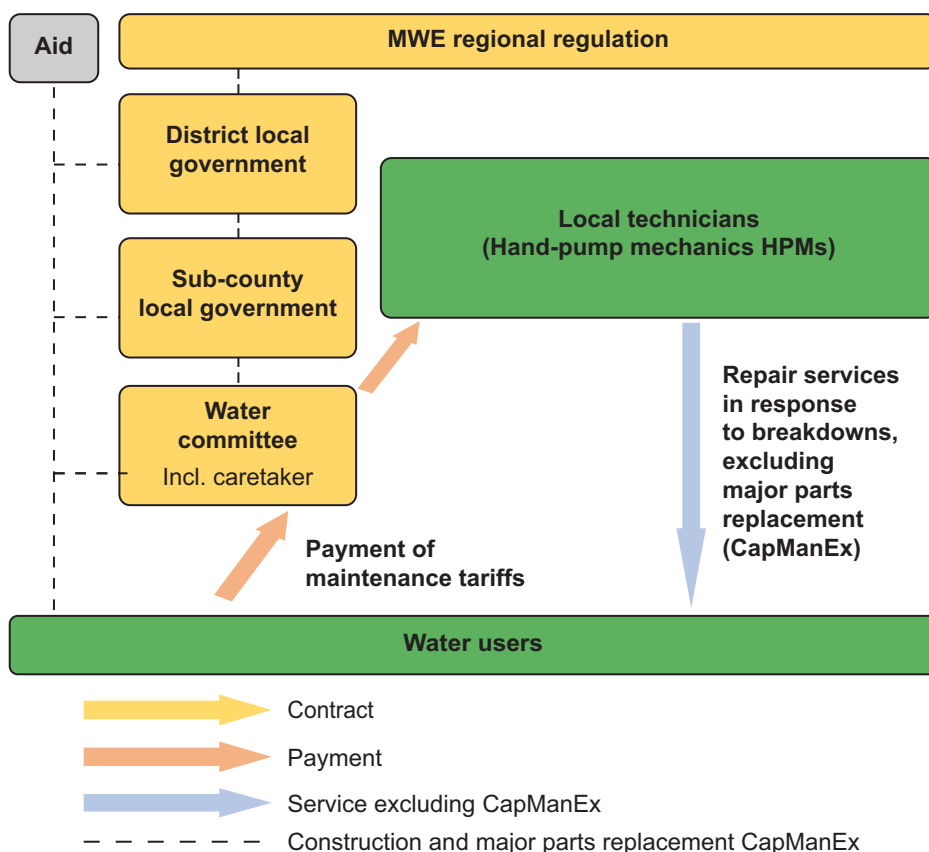 Aid
MWE regional regulation
District local
government
Local technicians
(Hand-pump mechanics HPMs)
Sub-county
local government
Water
committee
Incl. caretaker
Repair services
in response
to breakdowns,
excluding
major parts
replacement
(CapManEx)
Payment of
maintenance tariffs
Water users
Contract
Payment
Service excluding CapManEx
Construction and major parts replacement CapManEx